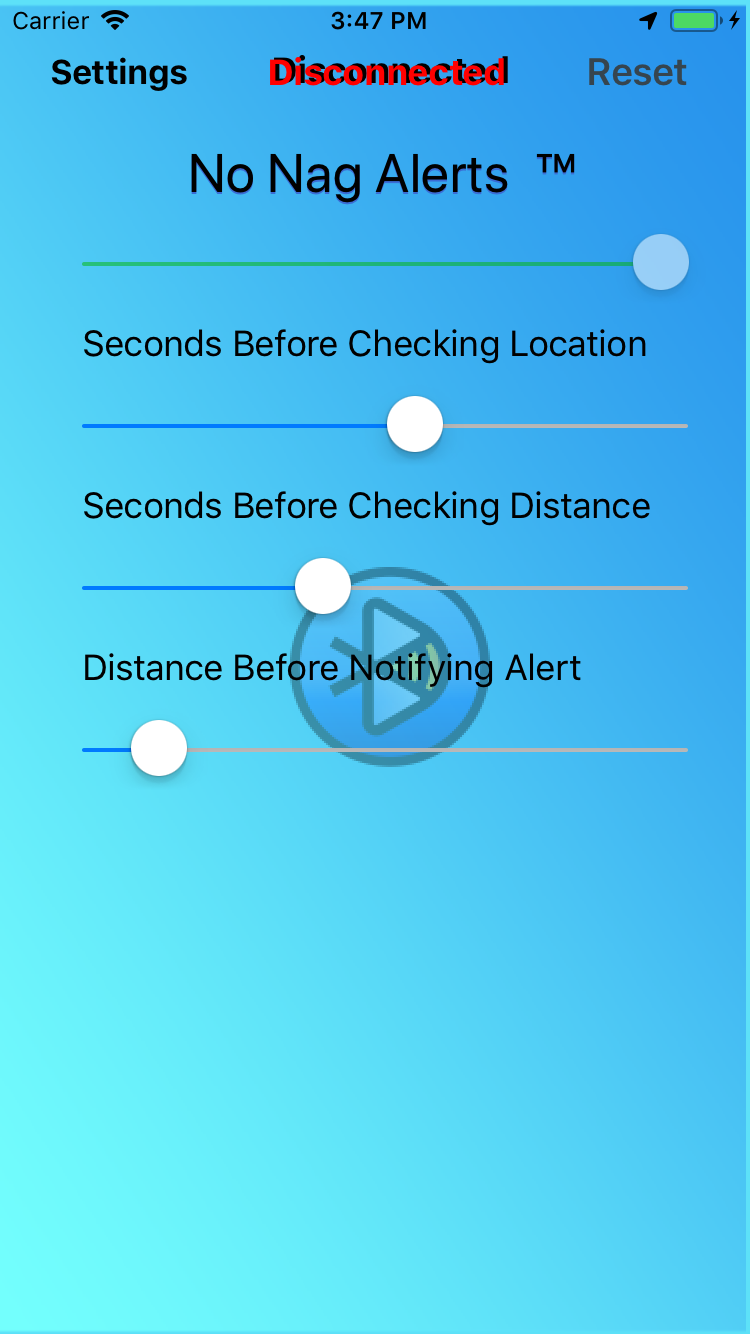 Carrier 3:47 PM
Settings Disconnected Reset
No Nag Alerts ™
Seconds Before Checking Location
Seconds Before Checking Distance
Distance Before Notifying Alert